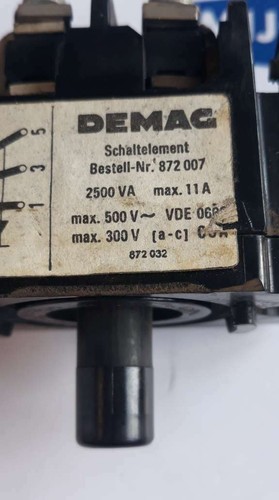 DEMAG
Schaltelement
Bestell-Nr. 872 007
2500 VA max. 11 A
max. 500 V~ VDE
max. 300 V [a-c]
872 032
5
3
1